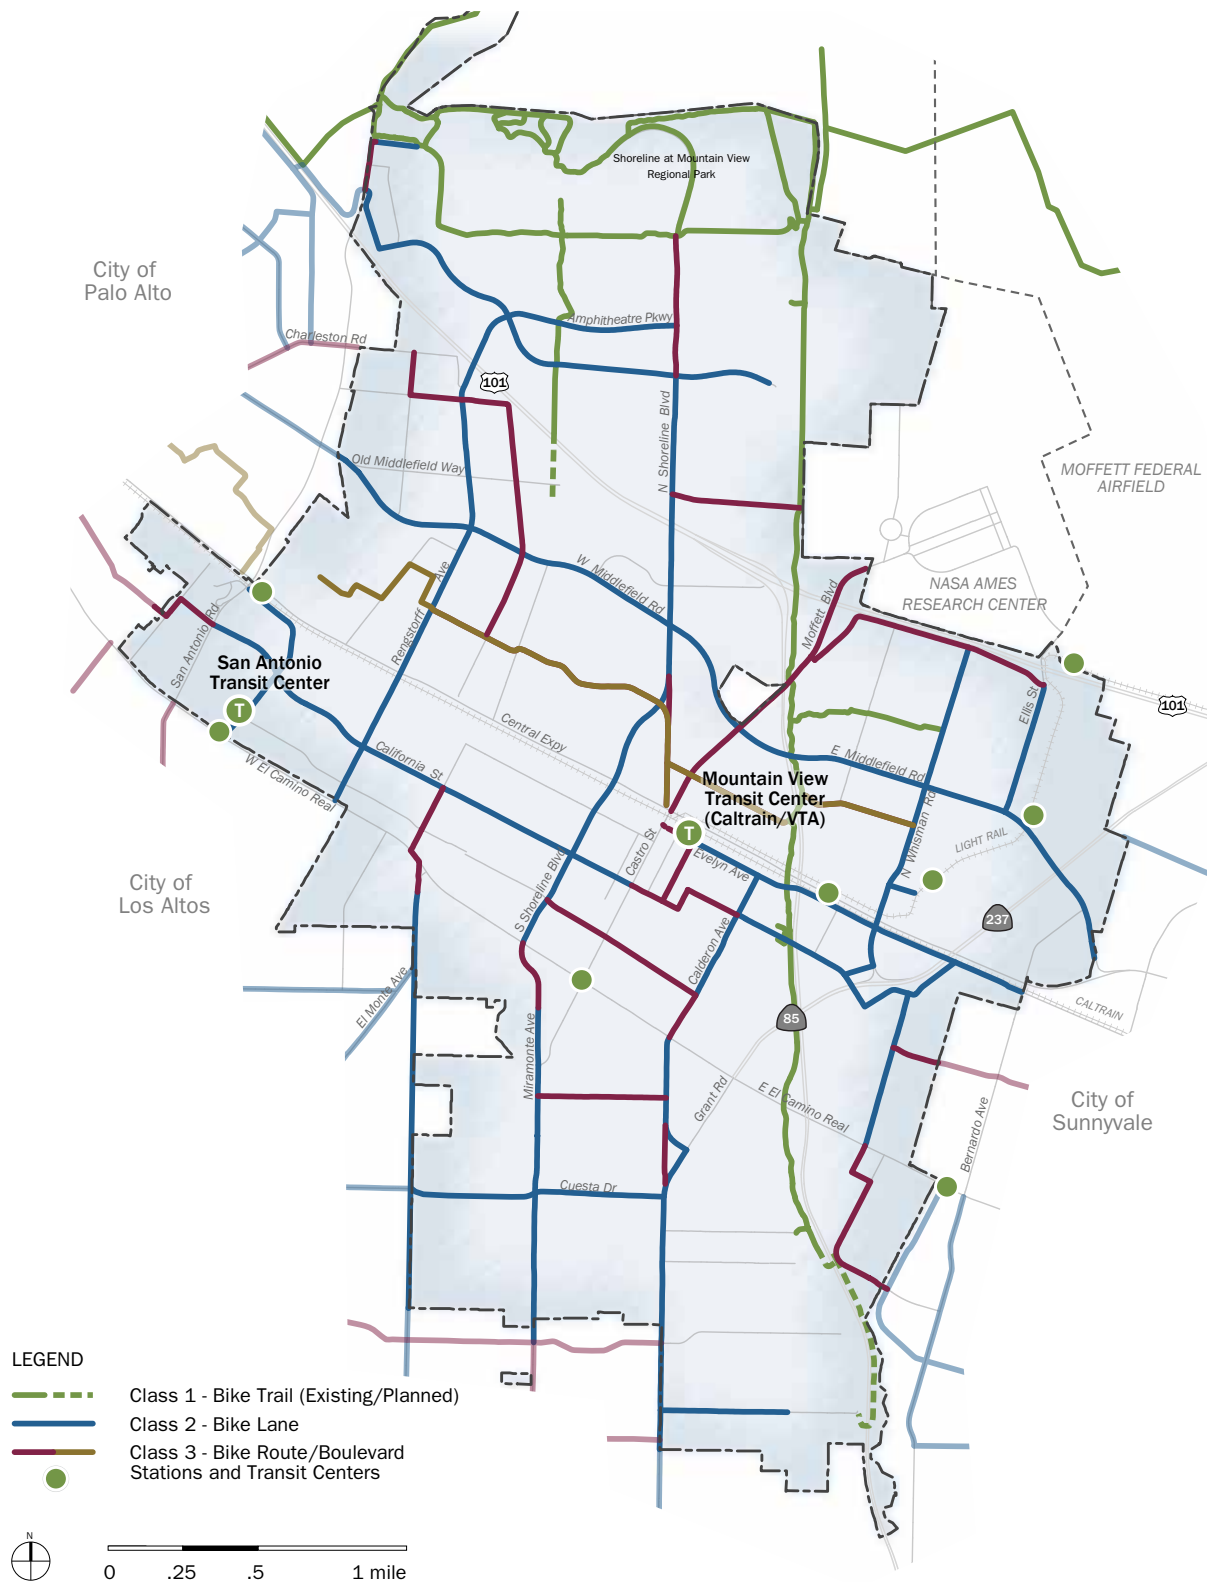 Shoreline at Mountain View
Regional Park
City of
Palo Alto
Amphitheatre Pkwy
Charleston Rd
101
N Shoreline Blvd
Old Middlefield Way
MOFFETT FEDERAL
AIRFIELD
W Middlefield Rd
NASA AMES
RESEARCH CENTER
Moffett Blvd
Rengstorff Ave
San Antonio Rd
San Antonio
Transit Center
T
Ellis St
101
Central Expy
California St
W El Camino Real
E Middlefield Rd
Mountain View
Transit Center
(Caltrain/VTA)
T
N Whisman Rd
LIGHT RAIL
Castro St
Evelyn Ave
S Shoreline Blvd
City of
Los Altos
237
Calderon Ave
El Monte Ave
85
CALTRAIN
Miramonte Ave
Grant Rd
E El Camino Real
City of
Sunnyvale
Bernardo Ave
Cuesta Dr
LEGEND
Class 1 - Bike Trail (Existing/Planned)
Class 2 - Bike Lane
Class 3 - Bike Route/Boulevard
Stations and Transit Centers
N
0 .25 .5 1 mile